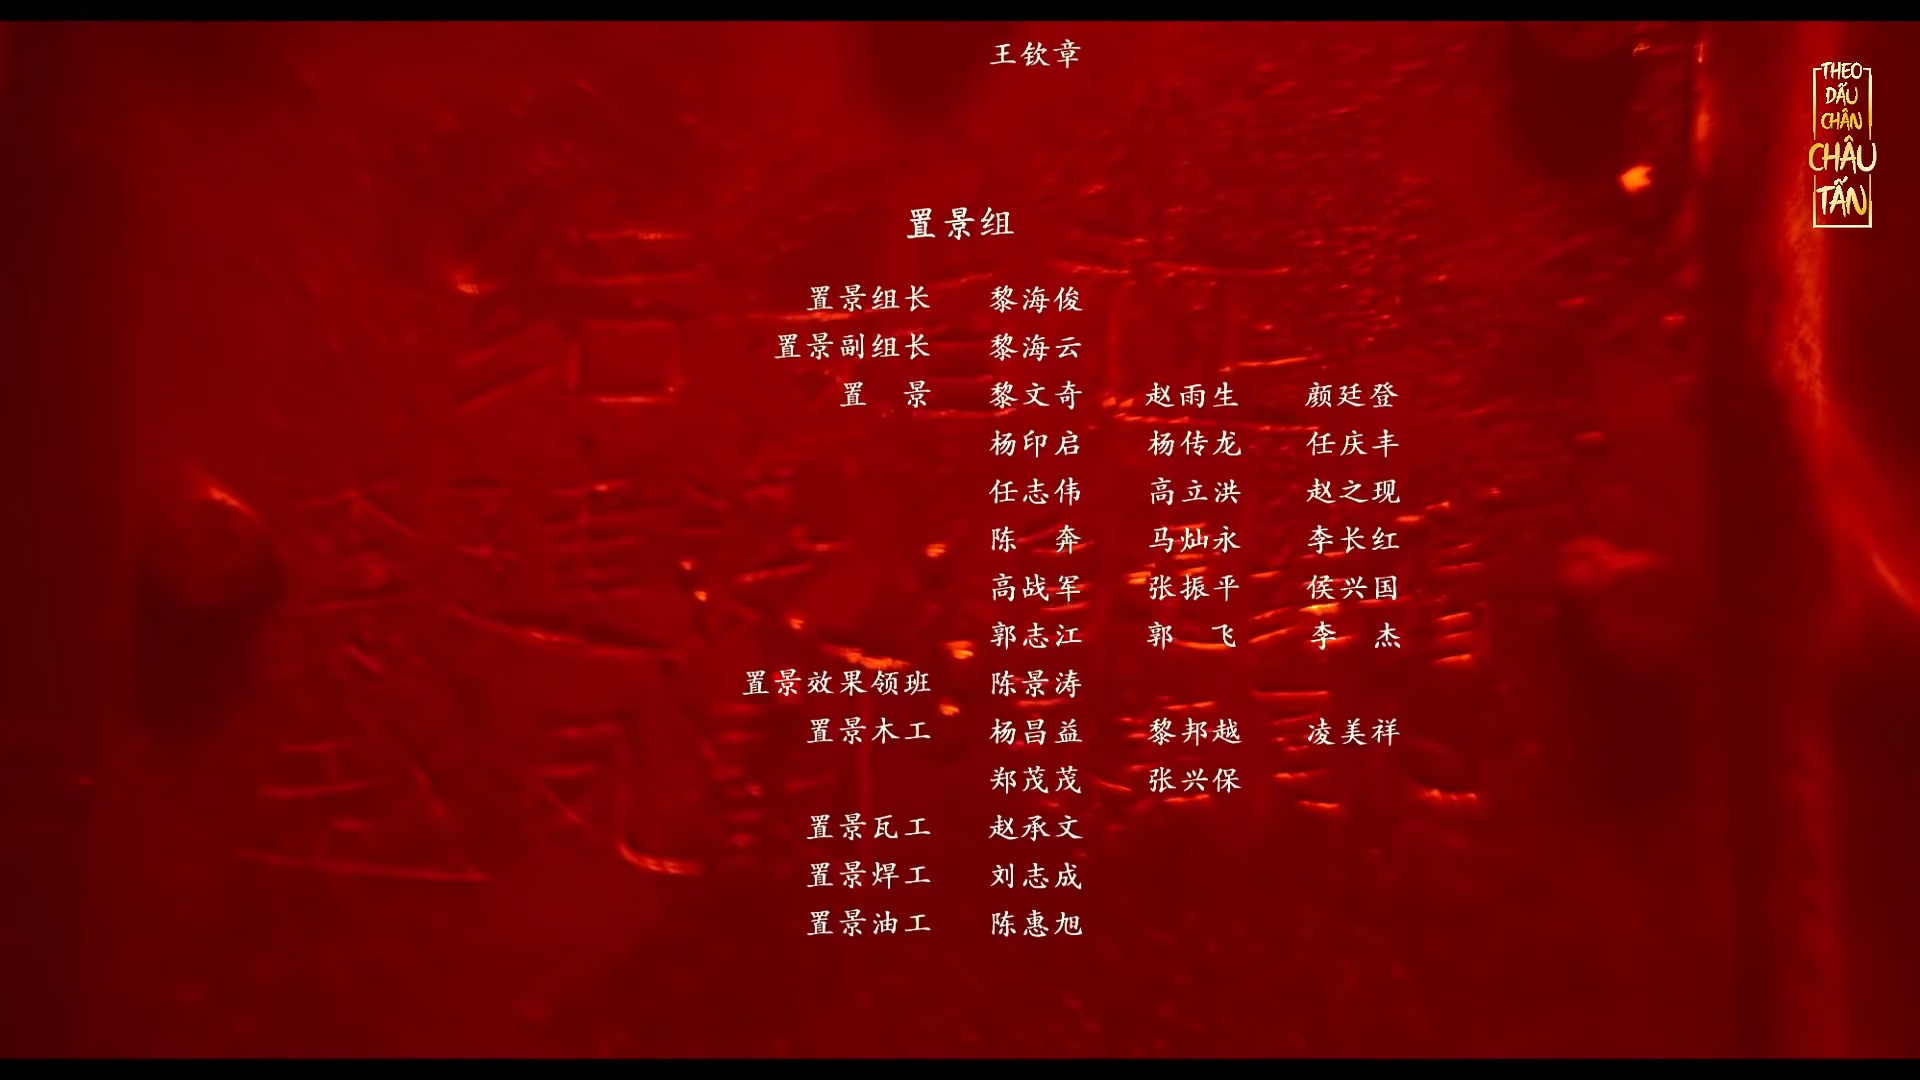 王钦章
THEO
DẤU
CHÂN
CHÂU
TẤN
置景组
置景组长 黎海俊
置景副组长 黎海云
置 景 黎文奇 赵雨生 颜廷登
杨印启 杨传龙 任庆丰
任志伟 高立洪 赵之现
陈 奔 马灿永 李长红
高战军 张振平 侯兴国
郭志江 郭 飞 李 杰
置景效果领班 陈景涛
置景木工 杨昌益 黎邦越 凌美祥
郑茂茂 张兴保
置景瓦工 赵承文
置景焊工 刘志成
置景油工 陈惠旭